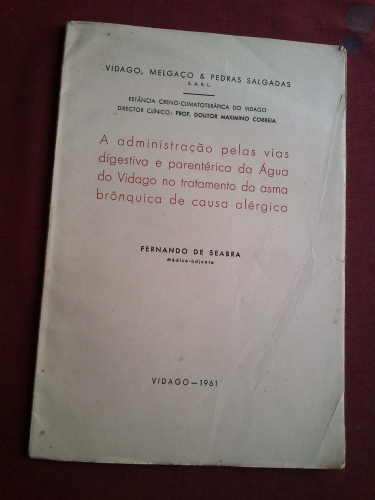 VIDAGO, MELGAÇO & PEDRAS SALGADAS
S. A. R. L.
ESTÂNCIA CRENO-CLIMATOTERÁPICA DO VIDAGO
DIRECTOR CLÍNICO: PROF. DOUTOR MAXIMINO CORREIA
A administração pelas vias
digestiva e parentérica da Água
do Vidago no tratamento da asma
brônquica de causa alérgica
FERNANDO DE SEABRA
Médico-adjunto
VIDAGO—1961